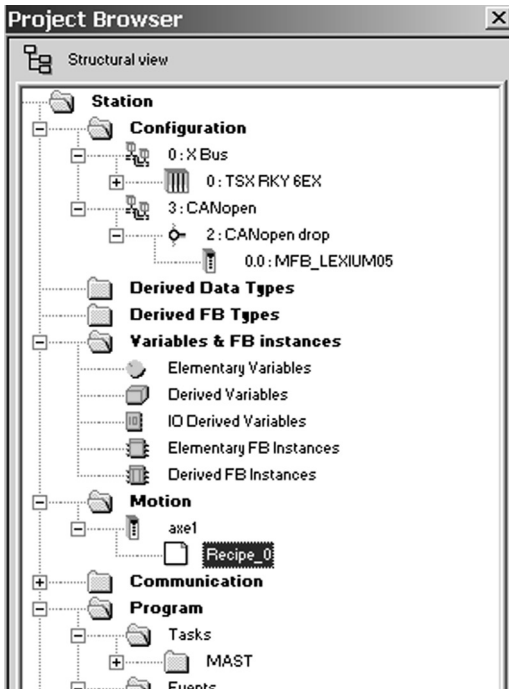 Project Browser
Structural view
Station
Configuration
0 : X Bus
0 : TSX RKY 6EX
3 : CANopen
2 : CANopen drop
0.0 : MFB_LEXIUM05
Derived Data Types
Derived FB Types
Variables & FB instances
Elementary Variables
Derived Variables
IO Derived Variables
Elementary FB Instances
Derived FB Instances
Motion
axe1
Recipe_0
Communication
Program
Tasks
MAST
Events